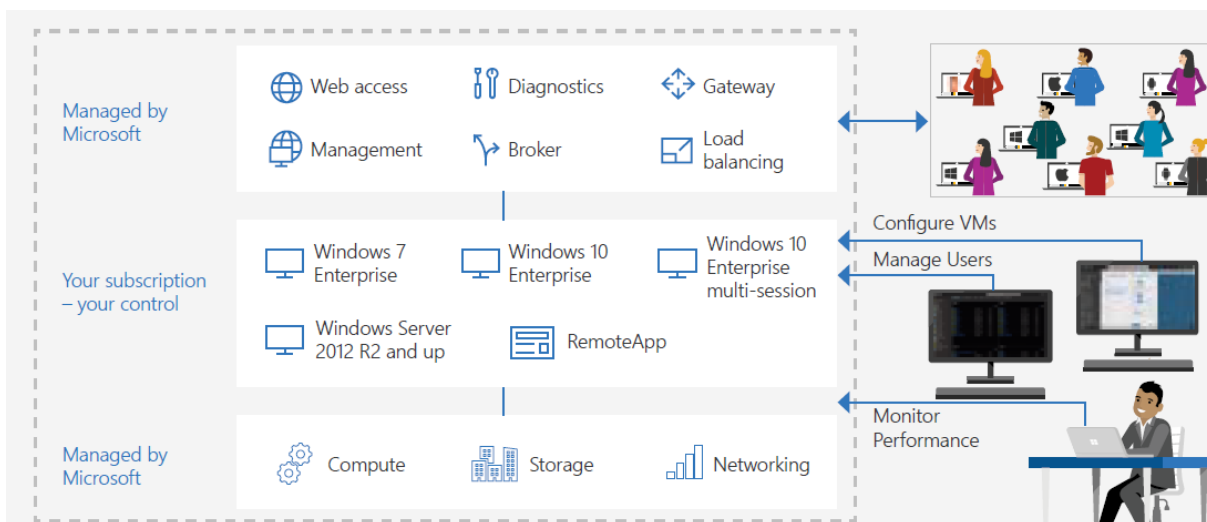 Managed by
Microsoft
Web access
Diagnostics
Gateway
Management
Broker
Load
balancing
Your subscription
– your control
Windows 7
Enterprise
Windows 10
Enterprise
Windows 10
Enterprise
multi-session
Windows Server
2012 R2 and up
RemoteApp
Configure VMs
Manage Users
Monitor
Performance
Managed by
Microsoft
Compute
Storage
Networking